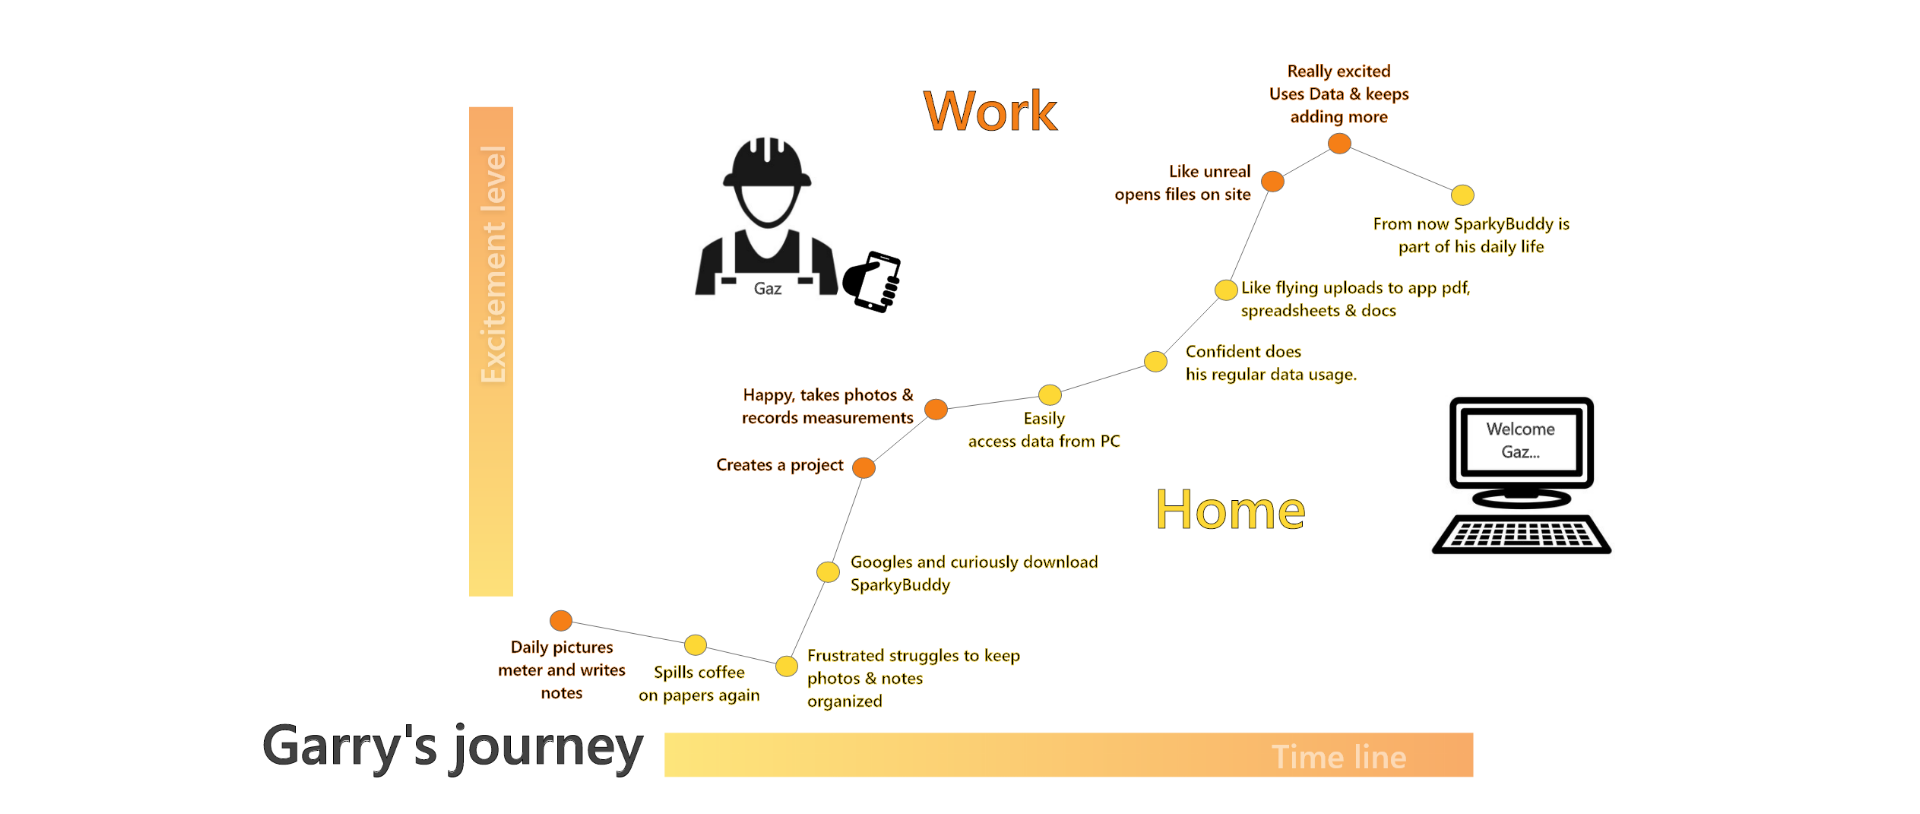 Work
Really excited
Uses Data & keeps
adding more
Excitement level
Like unreal
opens files on site
From now SparkyBuddy is
part of his daily life
Gaz
Like flying uploads to app pdf,
spreadsheets & docs
Confident does
his regular data usage.
Happy, takes photos &
records measurements
Easily
access data from PC
Welcome
Gaz...
Creates a project
Home
Googles and curiously download
SparkyBuddy
Daily pictures
meter and writes
notes
Spills coffee
on papers again
Frustrated struggles to keep
photos & notes
organized
Garry's journey
Time line